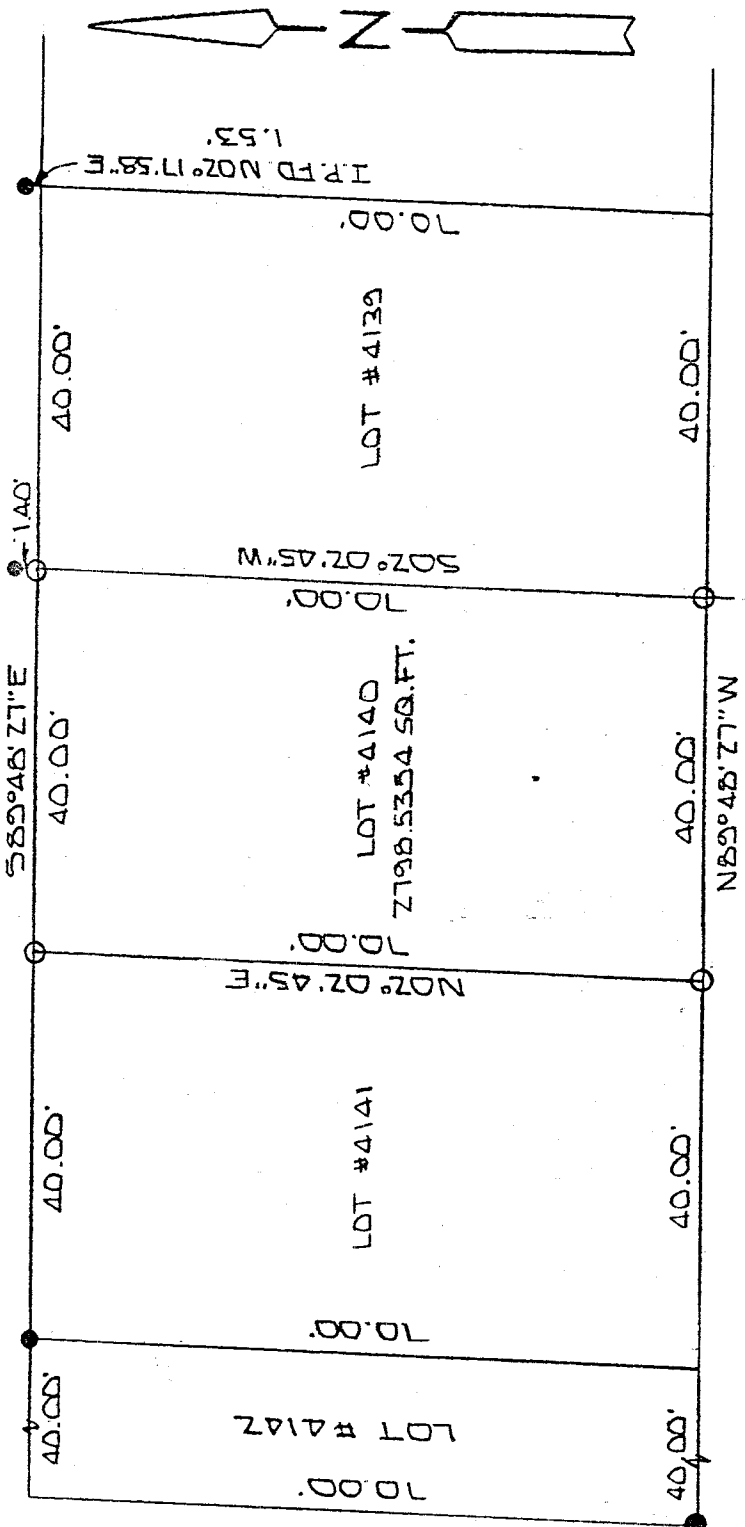 N
I.P.FD. N02°17'58"E
1.53'
70.00'
40.00'
LOT #4139
40.00'
1.40'
S02°02'45"W
70.00'
S89°48'27"E
40.00'
LOT #4140
2798.5354 SQ.FT.
40.00'
N89°48'27"W
70.00'
N02°02'45"E
40.00'
LOT #4141
40.00'
70.00'
40.00'
LOT #4142
40.00'
70.00'